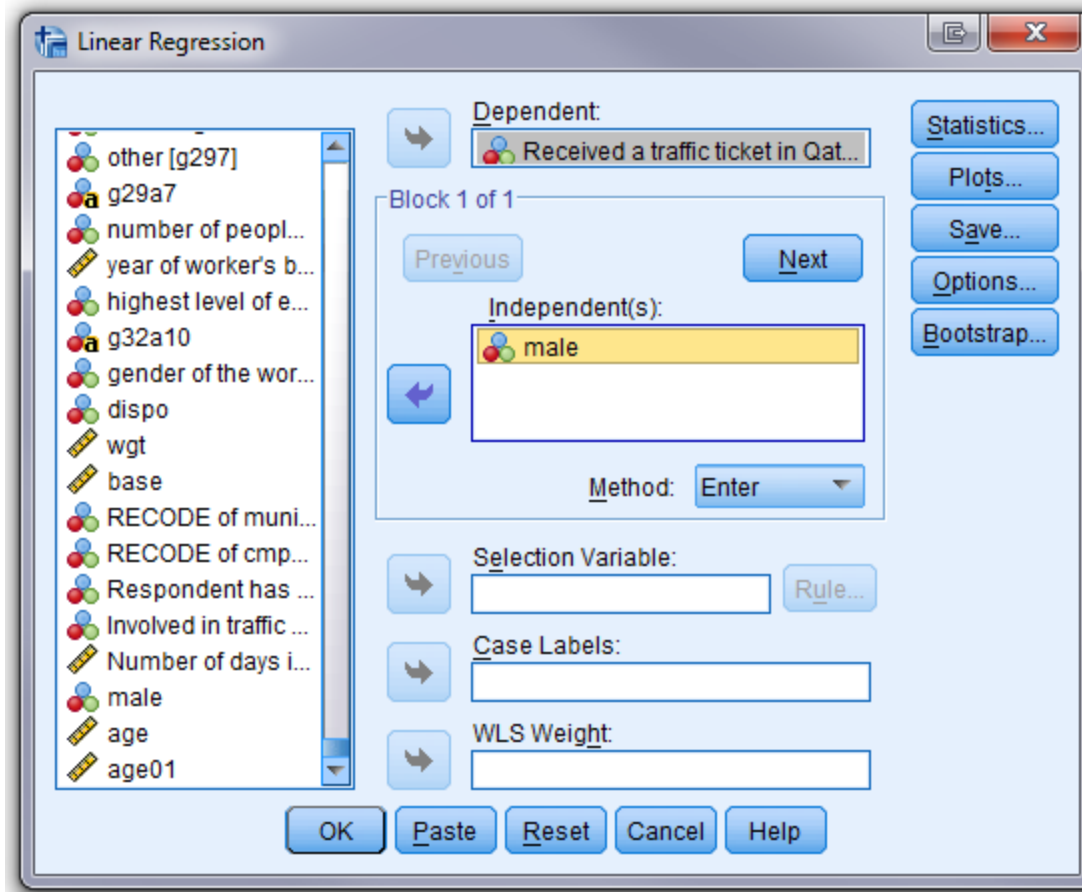 Linear Regression
other [g297]
g29a7
number of peopl...
year of worker's b...
highest level of e...
g32a10
gender of the wor...
dispo
wgt
base
RECODE of muni...
RECODE of cmp...
Respondent has ...
Involved in traffic ...
Number of days i...
male
age
age01
Dependent:
Received a traffic ticket in Qat...
Block 1 of 1
Previous
Next
Independent(s):
male
Method: Enter
Selection Variable:
Rule...
Case Labels:
WLS Weight:
Statistics...
Plots...
Save...
Options...
Bootstrap...
OK Paste Reset Cancel Help